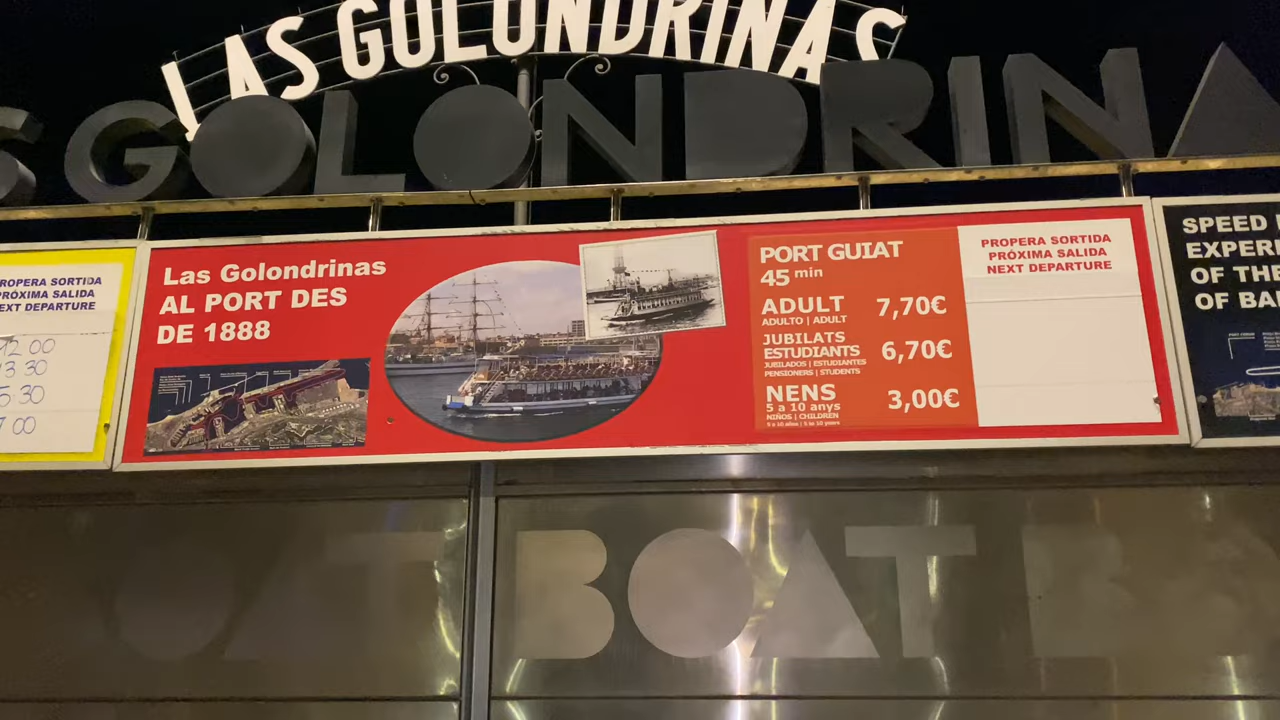 LAS GOLONDRINAS
S GOLONDRINA
PROPERA SORTIDA
PRÓXIMA SALIDA
NEXT DEPARTURE
12 00
3 30
5.30
7 00
Las Golondrinas
AL PORT DES
DE 1888
PORT GUIAT
45 min
ADULT 7,70€
ADULTO | ADULT
JUBILATS
ESTUDIANTS 6,70€
JUBILADOS | ESTUDIANTES
PENSIONERS | STUDENTS
NENS 3,00€
5 a 10 anys
NIÑOS | CHILDREN
5 a 10 años | 5 to 10 years
PROPERA SORTIDA
PRÒXIMA SALIDA
NEXT DEPARTURE
SPEED
EXPERI
OF THE
OF BA
BOAT